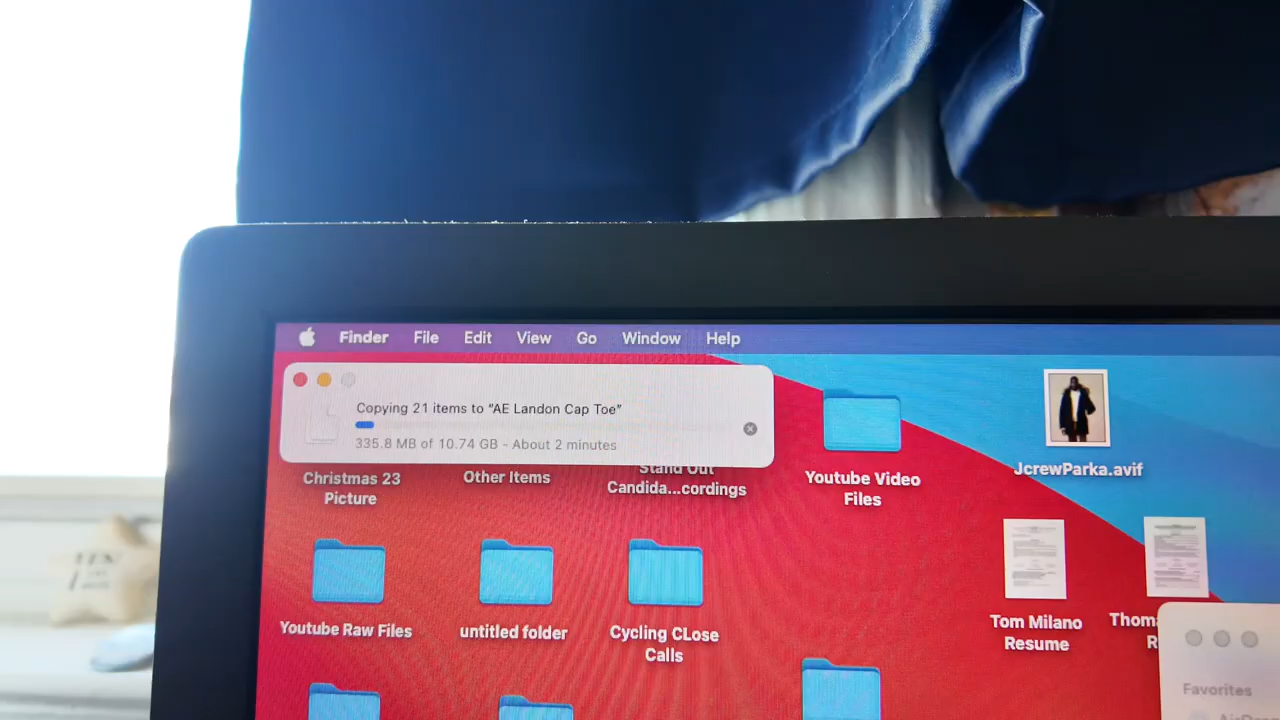 Finder File Edit View Go Window Help
Copying 21 items to "AE Landon Cap Toe"
335.8 MB of 10.74 GB - About 2 minutes
Christmas 23
Picture
Other Items
Stand Out
Candida...cordings
Youtube Video
Files
JcrewParka.avif
Youtube Raw Files
untitled folder
Cycling CLose
Calls
Tom Milano
Resume
Favorites